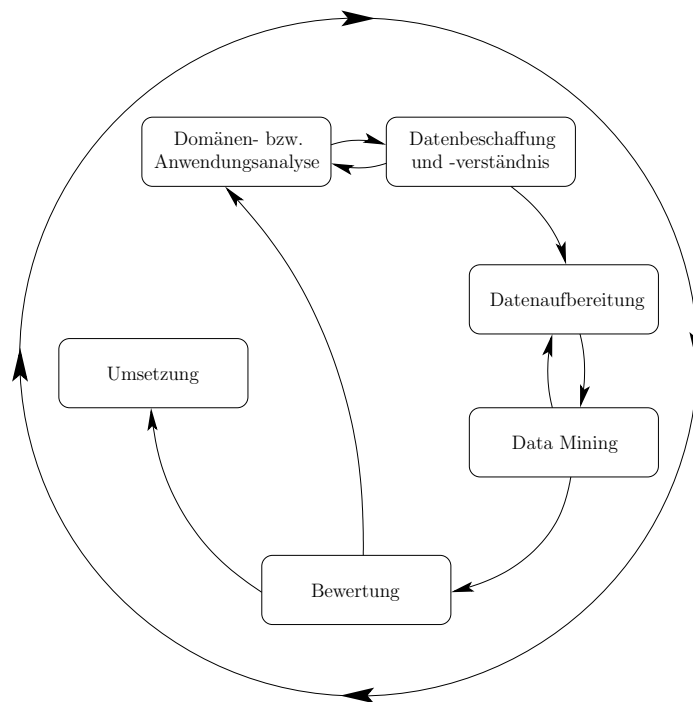 Domänen- bzw.
Anwendungsanalyse
Datenbeschaffung
und -verständnis
Datenaufbereitung
Umsetzung
Data Mining
Bewertung